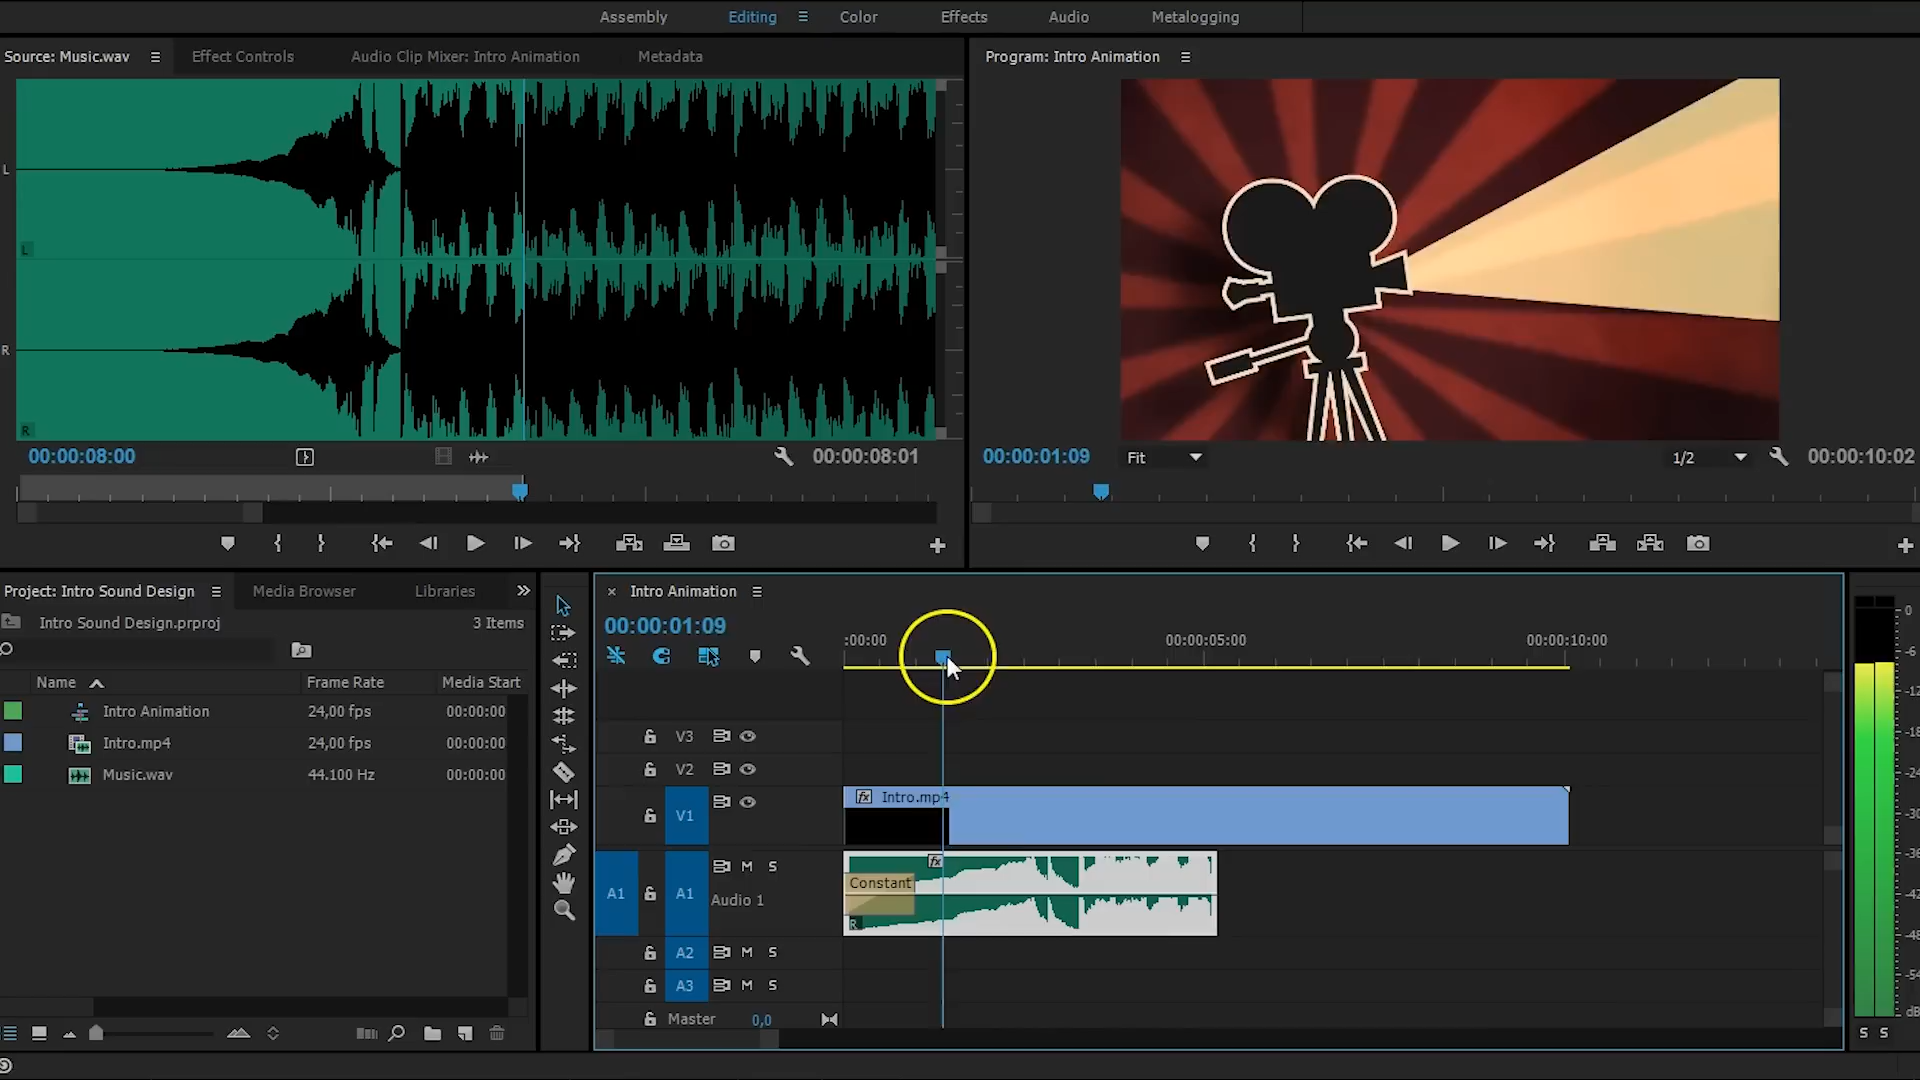 Assembly
Editing
Color
Effects
Audio
Metalogging
Source: Music.wav
Effect Controls
Audio Clip Mixer: Intro Animation
Metadata
Program: Intro Animation
L
L
R
R
00:00:08:00
00:00:08:01
00:00:01:09
Fit
1/2
00:00:10:02
Project: Intro Sound Design
Media Browser
Libraries
Intro Sound Design.prproj
3 Items
Name
Frame Rate
Media Start
Intro Animation
24,00 fps
00:00:00
Intro.mp4
24,00 fps
00:00:00
Music.wav
44.100 Hz
00:00:00
Intro Animation
00:00:01:09
:00:00
00:00:05:00
00:00:10:00
V3
V2
V1
fx Intro.mp4
A1
A1
M S
Audio 1
fx
Constant
R
A2
M S
A3
M S
Master
0,0
0
-6
-12
-18
-24
-30
-36
-42
-48
-54
dB
S S